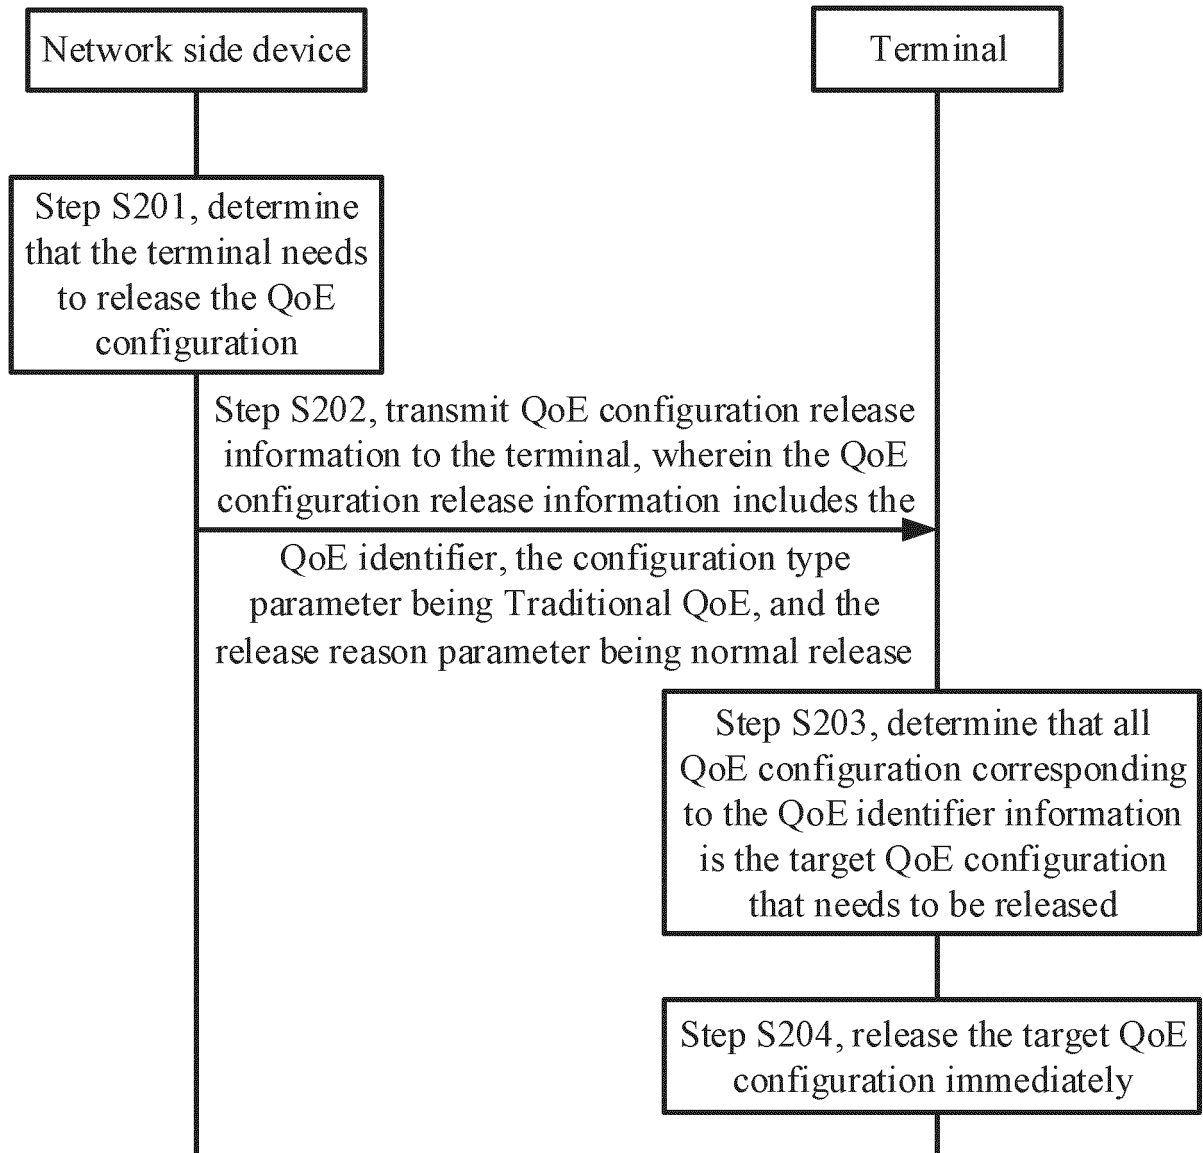 Network side device
Terminal
Step S201, determine
that the terminal needs
to release the QoE
configuration
Step S202, transmit QoE configuration release
information to the terminal, wherein the QoE
configuration release information includes the
QoE identifier, the configuration type
parameter being Traditional QoE, and the
release reason parameter being normal release
Step S203, determine that all
QoE configuration corresponding
to the QoE identifier information
is the target QoE configuration
that needs to be released
Step S204, release the target QoE
configuration immediately